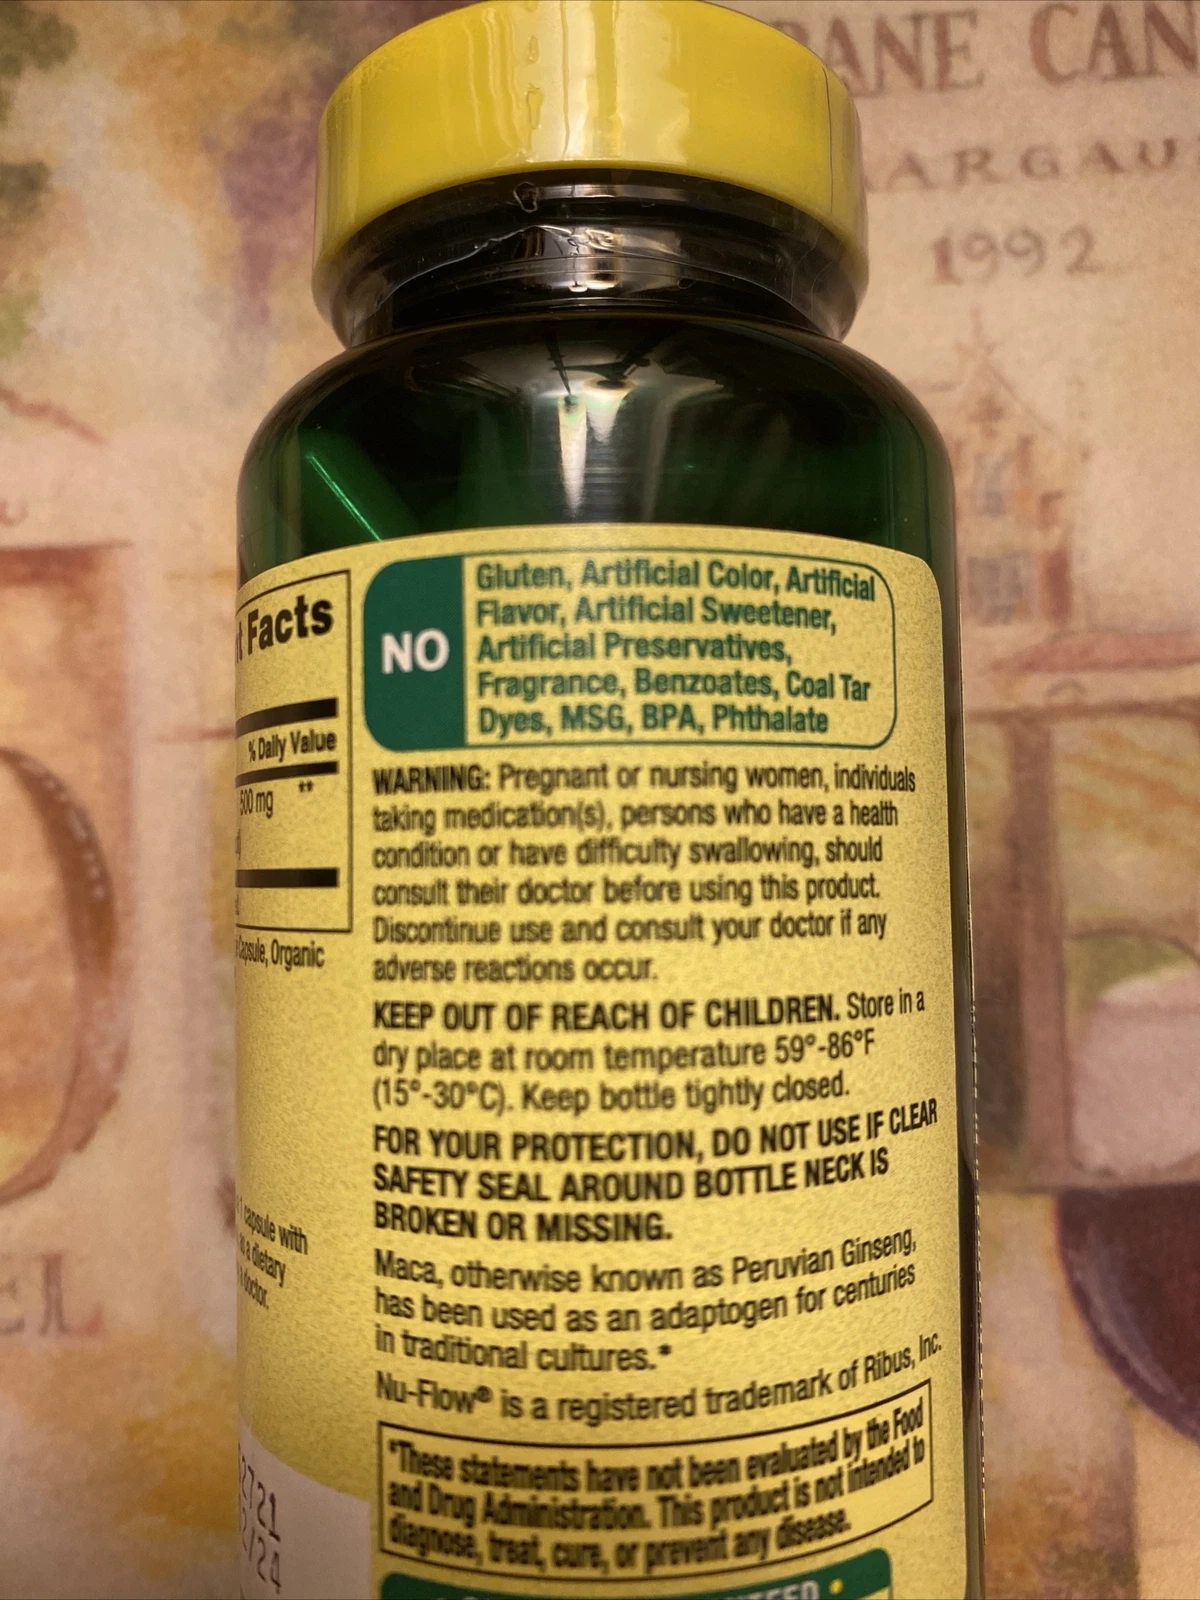 ANE CAN
ARGAU
1992
Facts
% Daily Value
500 mg **
Capsule, Organic
capsule with
as a dietary
doctor.
2721
/24
NO
Gluten, Artificial Color, Artificial
Flavor, Artificial Sweetener,
Artificial Preservatives,
Fragrance, Benzoates, Coal Tar
Dyes, MSG, BPA, Phthalate
WARNING: Pregnant or nursing women, individuals
taking medication(s), persons who have a health
condition or have difficulty swallowing, should
consult their doctor before using this product.
Discontinue use and consult your doctor if any
adverse reactions occur.
KEEP OUT OF REACH OF CHILDREN. Store in a
dry place at room temperature 59°-86°F
(15°-30°C). Keep bottle tightly closed.
FOR YOUR PROTECTION, DO NOT USE IF CLEAR
SAFETY SEAL AROUND BOTTLE NECK IS
BROKEN OR MISSING.
Maca, otherwise known as Peruvian Ginseng,
has been used as an adaptogen for centuries
in traditional cultures.*
Nu-Flow® is a registered trademark of Ribus, Inc.
*These statements have not been evaluated by the Food
and Drug Administration. This product is not intended to
diagnose, treat, cure, or prevent any disease.